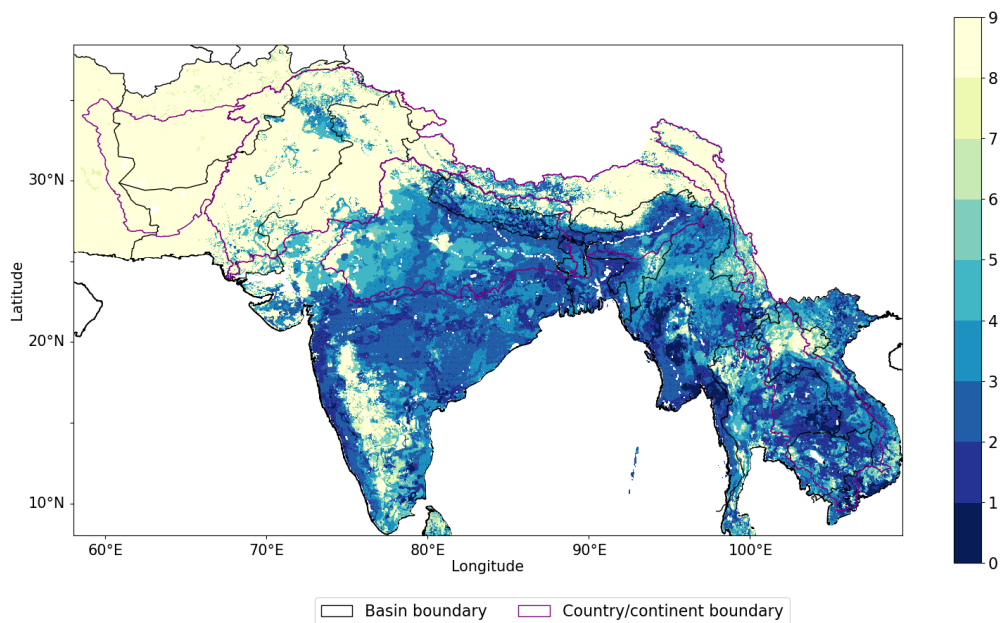 9
8
7
6
5
4
3
2
1
0
30°N
20°N
10°N
Latitude
60°E 70°E 80°E 90°E 100°E
Longitude
Basin boundary Country/continent boundary